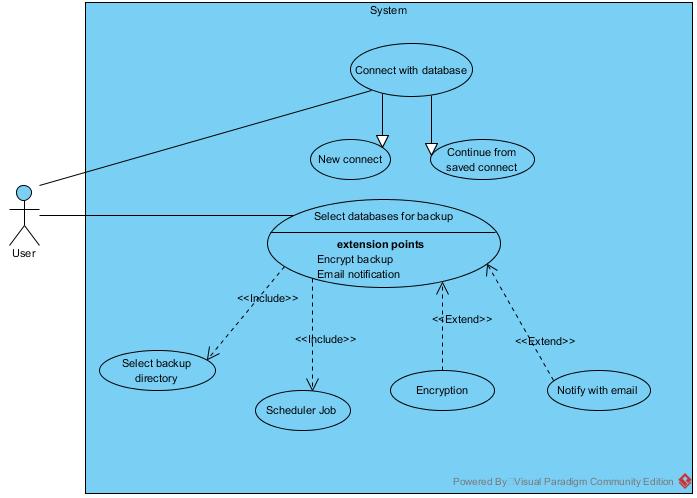 System
Connect with database
New connect
Continue from
saved connect
User
Select databases for backup
extension points
Encrypt backup
Email notification
<<Include>>
<<Include>>
<<Extend>>
<<Extend>>
Select backup
directory
Scheduler Job
Encryption
Notify with email
Powered By Visual Paradigm Community Edition